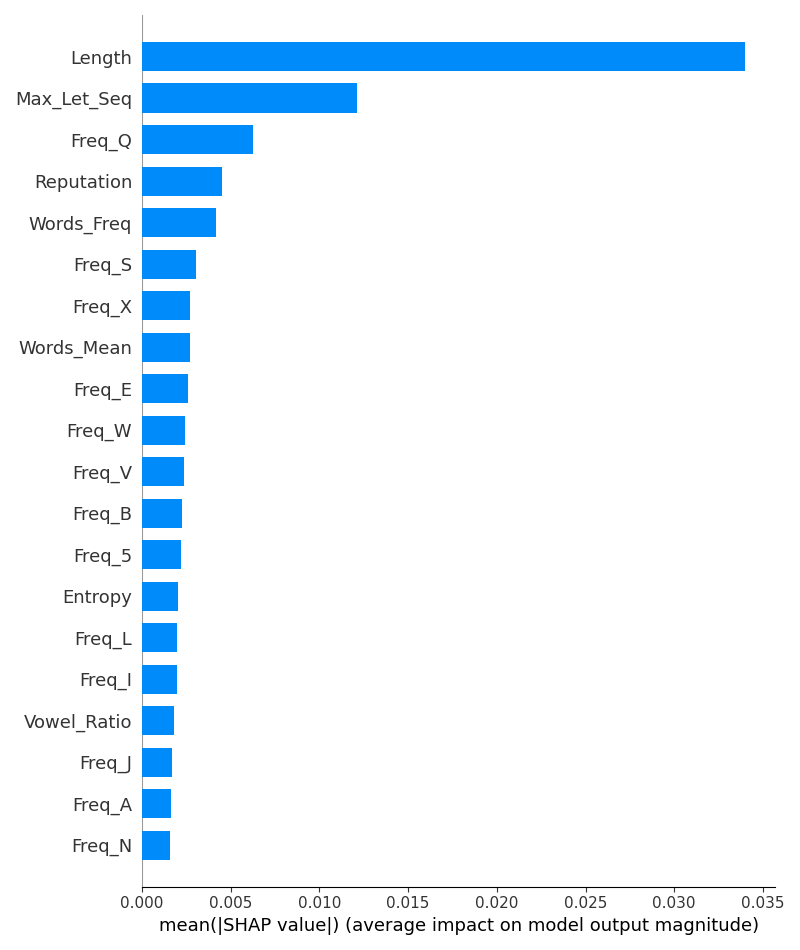 Length
Max_Let_Seq
Freq_Q
Reputation
Words_Freq
Freq_S
Freq_X
Words_Mean
Freq_E
Freq_W
Freq_V
Freq_B
Freq_5
Entropy
Freq_L
Freq_I
Vowel_Ratio
Freq_J
Freq_A
Freq_N
0.000 0.005 0.010 0.015 0.020 0.025 0.030 0.035
mean(|SHAP value|) (average impact on model output magnitude)